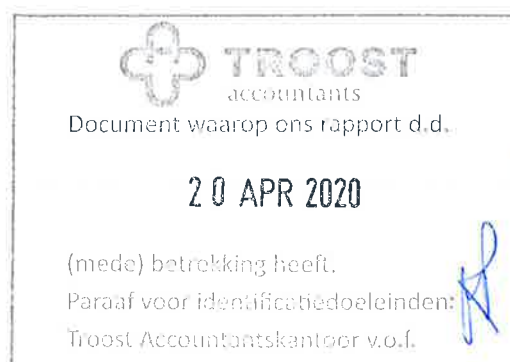 TROOST
accountants
Document waarop ons rapport d.d.
20 APR 2020
(mede) betrekking heeft.
Paraaf voor identificatiedoeleinden:
Troost Accountantskantoor v.o.f.